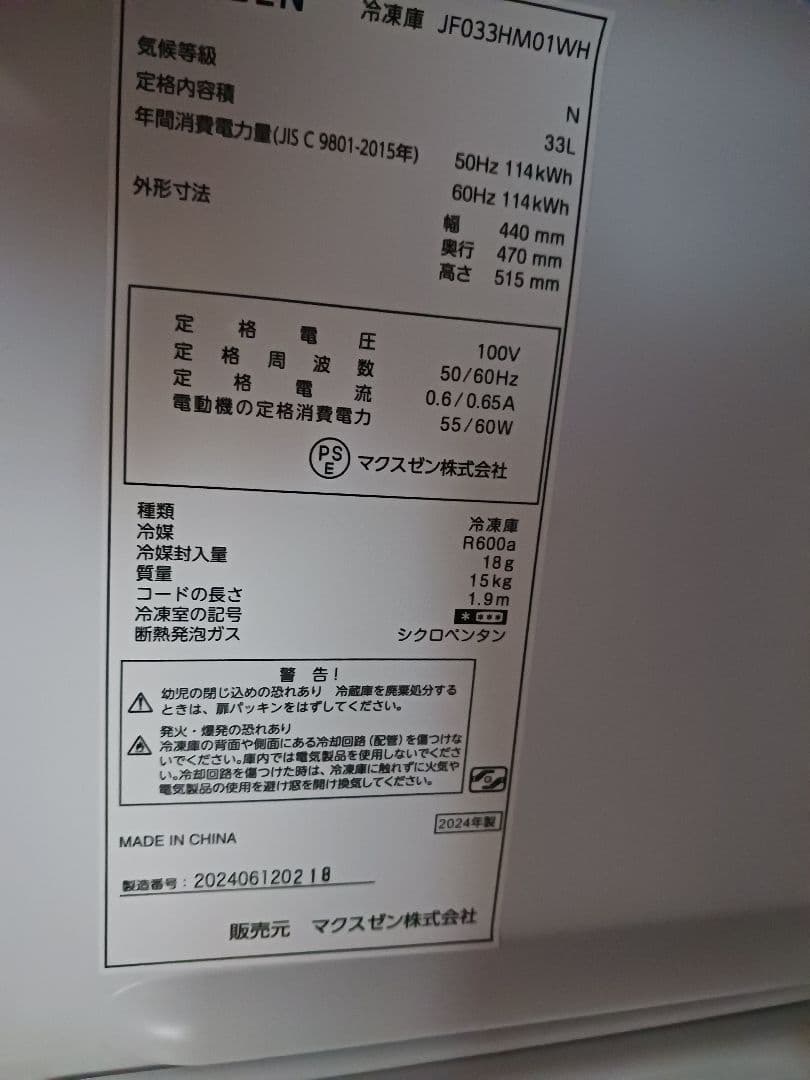 冷凍庫 JF033HM01WH
気候等級 N
定格内容積 33L
年間消費電力量(JIS C 9801-2015年) 50Hz 114kWh
60Hz 114kWh
外形寸法 幅 440 mm
奥行 470 mm
高さ 515 mm
定格電圧 100V
定格周波数 50/60Hz
定格電流 0.6/0.65A
電動機の定格消費電力 55/60W
PS
E マクスゼン株式会社
種類 冷凍庫
冷媒 R600a
冷媒封入量 18g
質量 15kg
コードの長さ 1.9m
冷凍室の記号 * ***
断熱発泡ガス シクロペンタン
警 告!
幼児の閉じ込めの恐れあり 冷蔵庫を廃棄処分する
ときは、扉パッキンをはずしてください。
発火・爆発の恐れあり
冷凍庫の背面や側面にある冷却回路(配管)を傷つけな
いでください。庫内では電気製品を使用しないでくださ
い。冷却回路を傷つけた時は、冷凍庫に触れずに火気や
電気製品の使用を避け窓を開け換気してください。
2024年製
MADE IN CHINA
製造番号:202406120218
販売元 マクスゼン株式会社